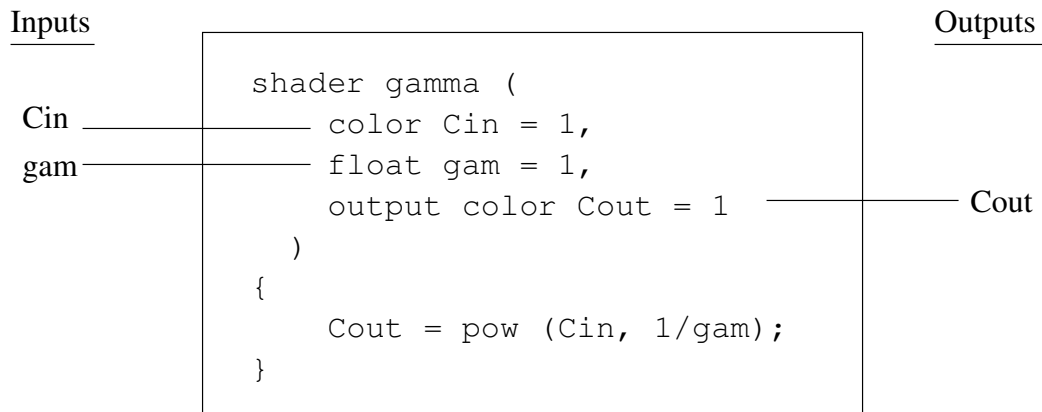 Inputs
Outputs
shader gamma (
Cin
color Cin = 1,
gam
float gam = 1,
output color Cout = 1
Cout
)
{
Cout = pow (Cin, 1/gam);
}